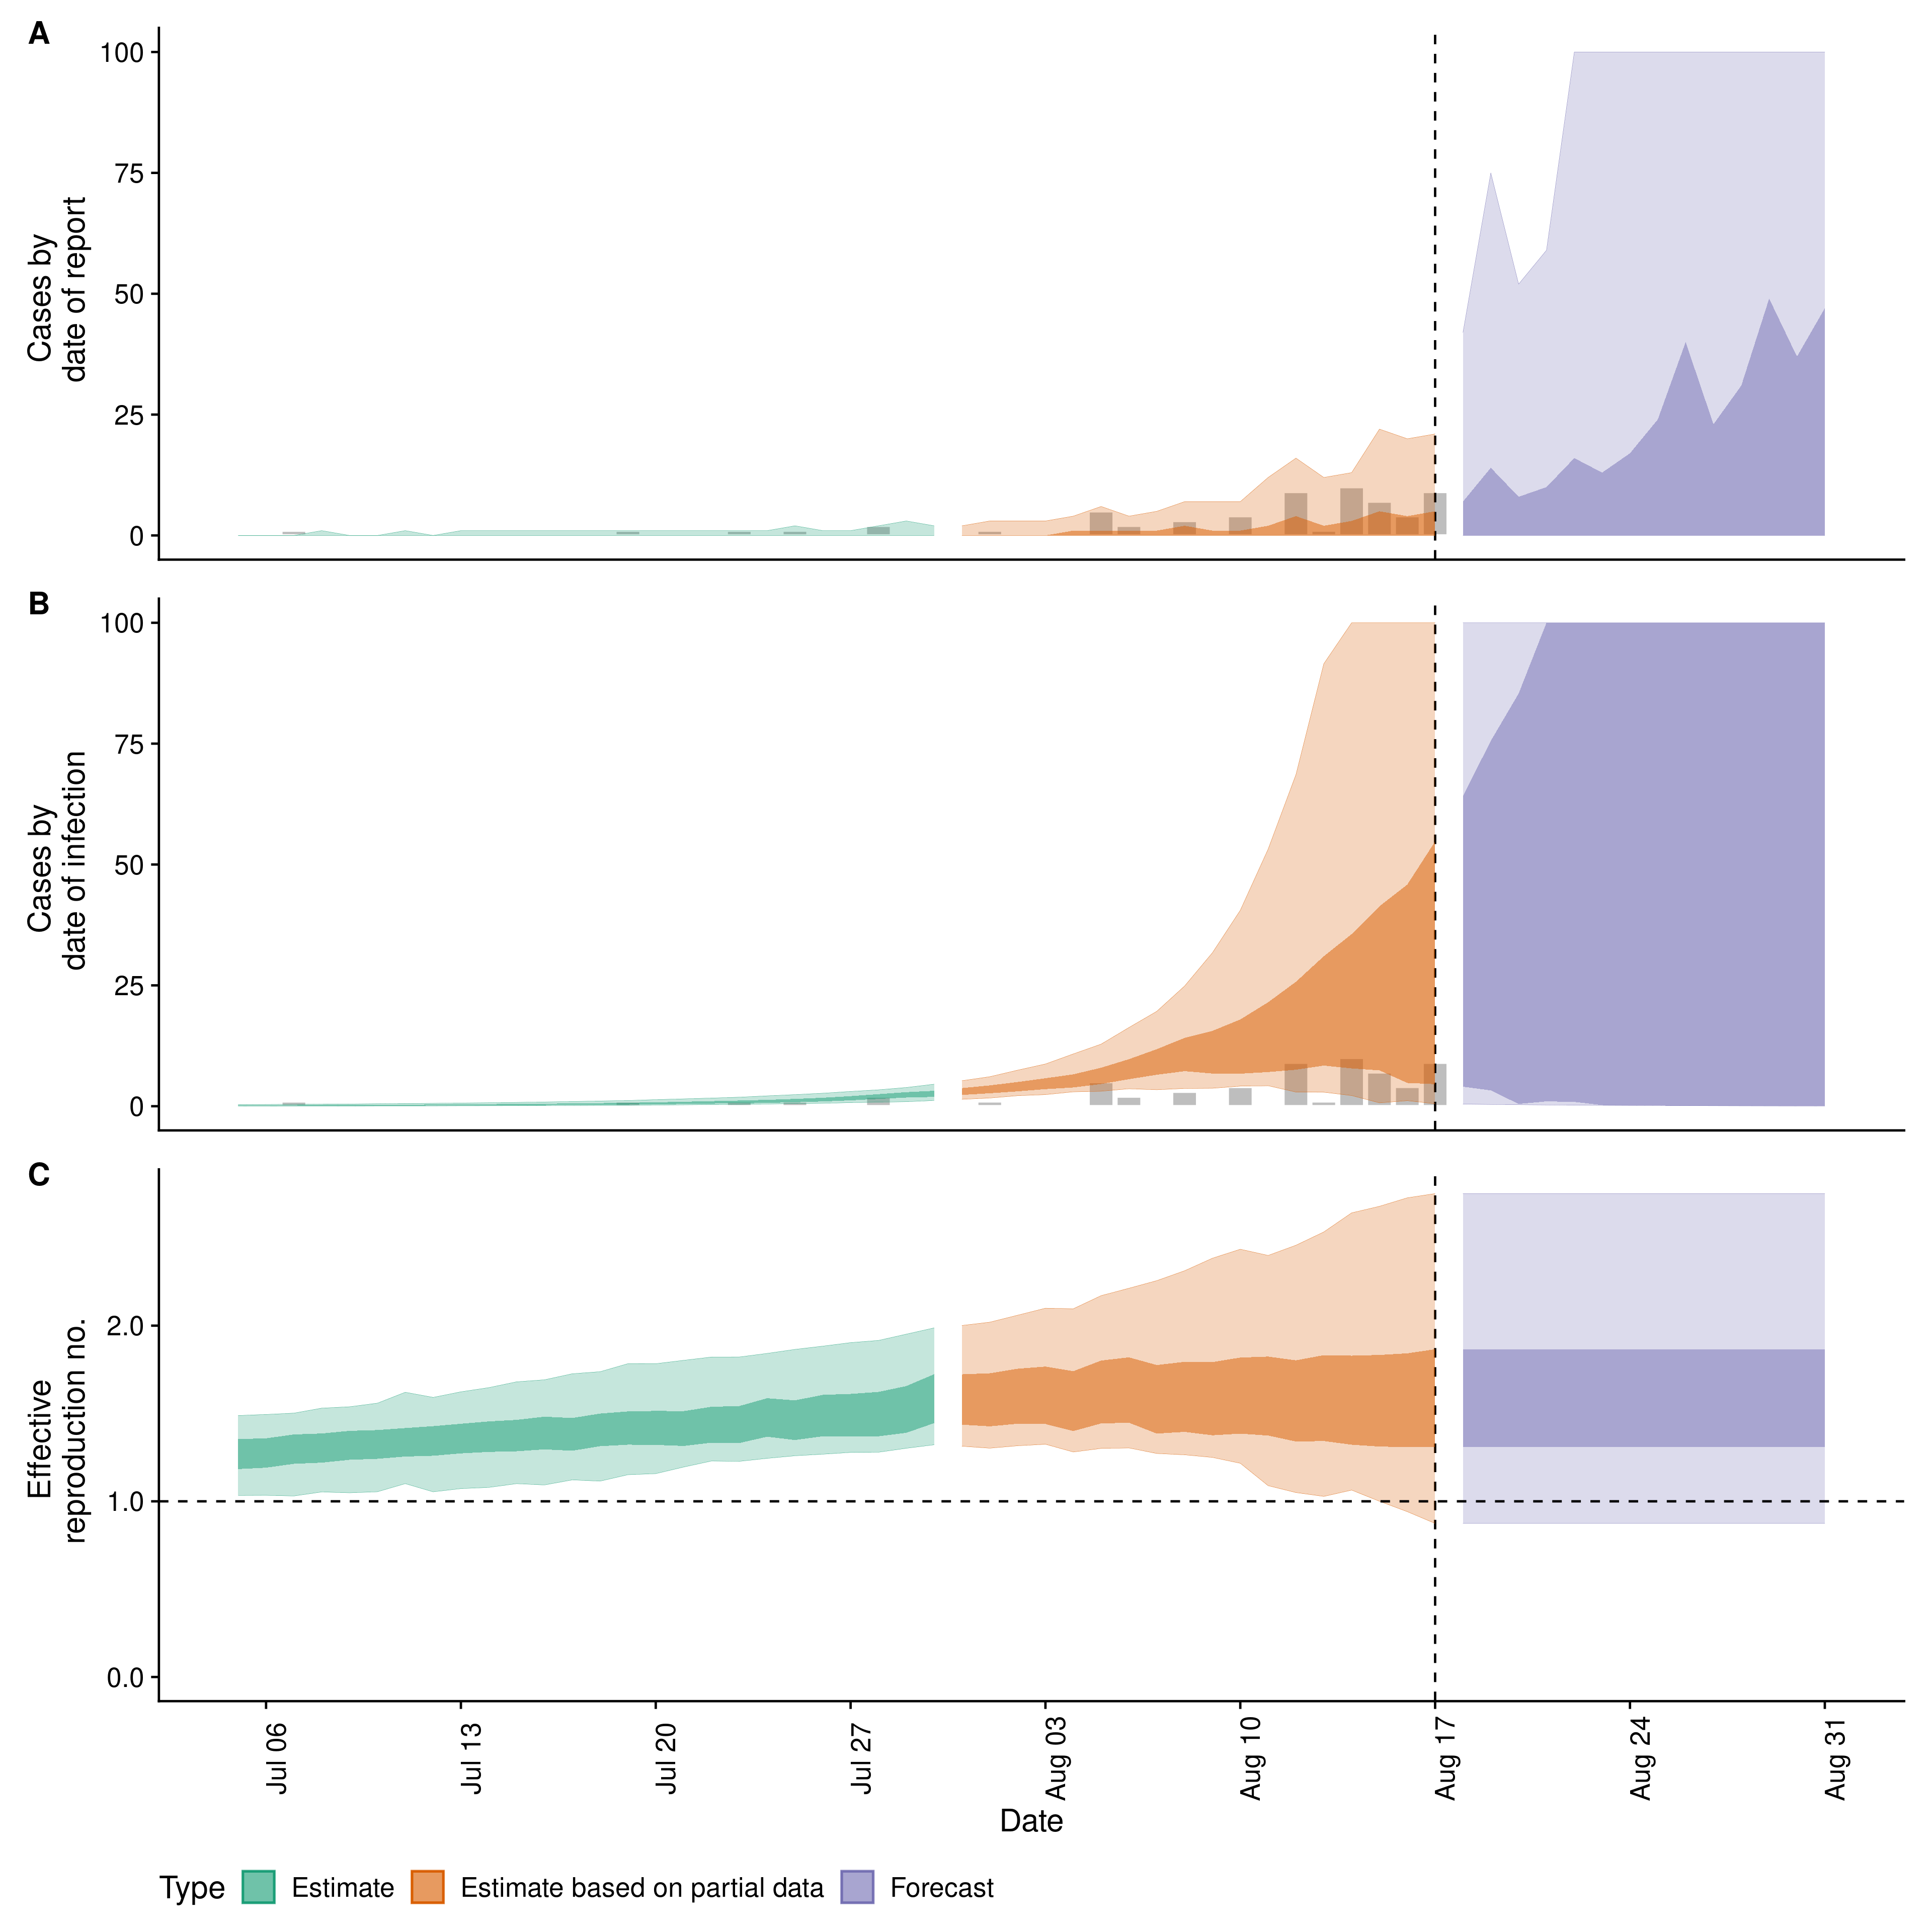 A
100
75
50
25
0
Cases by
date of report
B
100
75
50
25
0
Cases by
date of infection
C
2.0
1.0
0.0
Effective
reproduction no.
Jul 06
Jul 13
Jul 20
Jul 27
Aug 03
Aug 10
Aug 17
Aug 24
Aug 31
Date
Type Estimate Estimate based on partial data Forecast